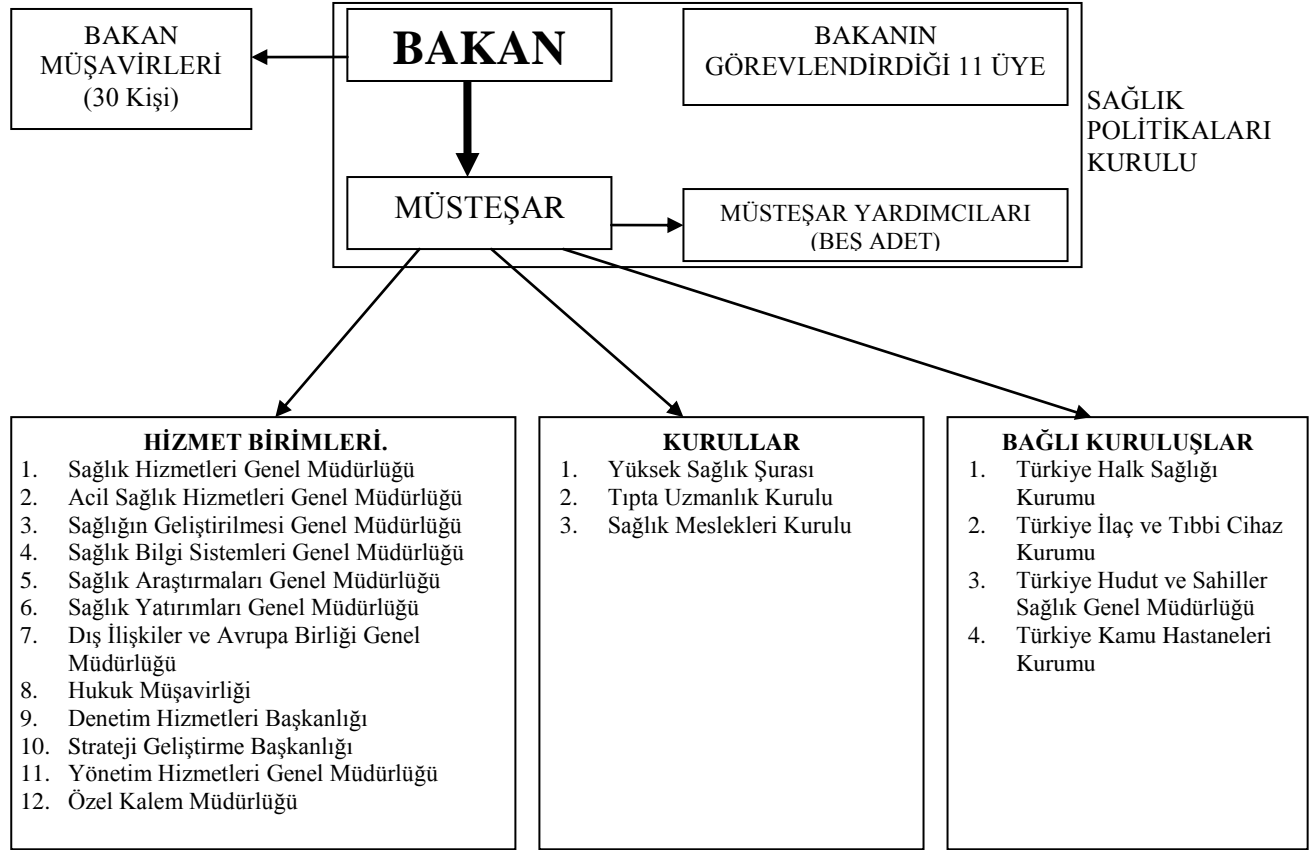 BAKAN
MÜŞAVİRLERİ
(30 Kişi)
BAKAN
BAKANIN
GÖREVLENDİRDİĞİ 11 ÜYE
SAĞLIK
POLİTİKALARI
KURULU
MÜSTEŞAR
MÜSTEŞAR YARDIMCILARI
(BEŞ ADET)
HİZMET BİRİMLERİ.
1. Sağlık Hizmetleri Genel Müdürlüğü
2. Acil Sağlık Hizmetleri Genel Müdürlüğü
3. Sağlığın Geliştirilmesi Genel Müdürlüğü
4. Sağlık Bilgi Sistemleri Genel Müdürlüğü
5. Sağlık Araştırmaları Genel Müdürlüğü
6. Sağlık Yatırımları Genel Müdürlüğü
7. Dış İlişkiler ve Avrupa Birliği Genel
Müdürlüğü
8. Hukuk Müşavirliği
9. Denetim Hizmetleri Başkanlığı
10. Strateji Geliştirme Başkanlığı
11. Yönetim Hizmetleri Genel Müdürlüğü
12. Özel Kalem Müdürlüğü
KURULLAR
1. Yüksek Sağlık Şurası
2. Tıpta Uzmanlık Kurulu
3. Sağlık Meslekleri Kurulu
BAĞLI KURULUŞLAR
1. Türkiye Halk Sağlığı
Kurumu
2. Türkiye İlaç ve Tıbbi Cihaz
Kurumu
3. Türkiye Hudut ve Sahiller
Sağlık Genel Müdürlüğü
4. Türkiye Kamu Hastaneleri
Kurumu